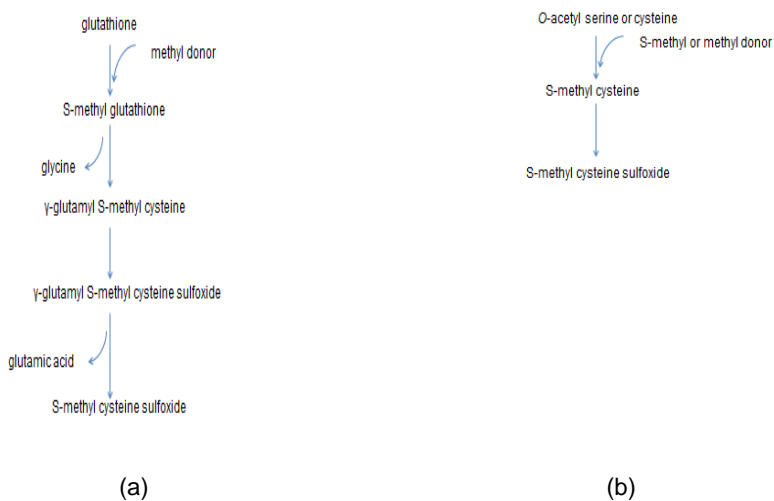 glutathione
methyl donor
S-methyl glutathione
glycine
γ-glutamyl S-methyl cysteine
γ-glutamyl S-methyl cysteine sulfoxide
glutamic acid
S-methyl cysteine sulfoxide
(a)
O-acetyl serine or cysteine
S-methyl or methyl donor
S-methyl cysteine
S-methyl cysteine sulfoxide
(b)